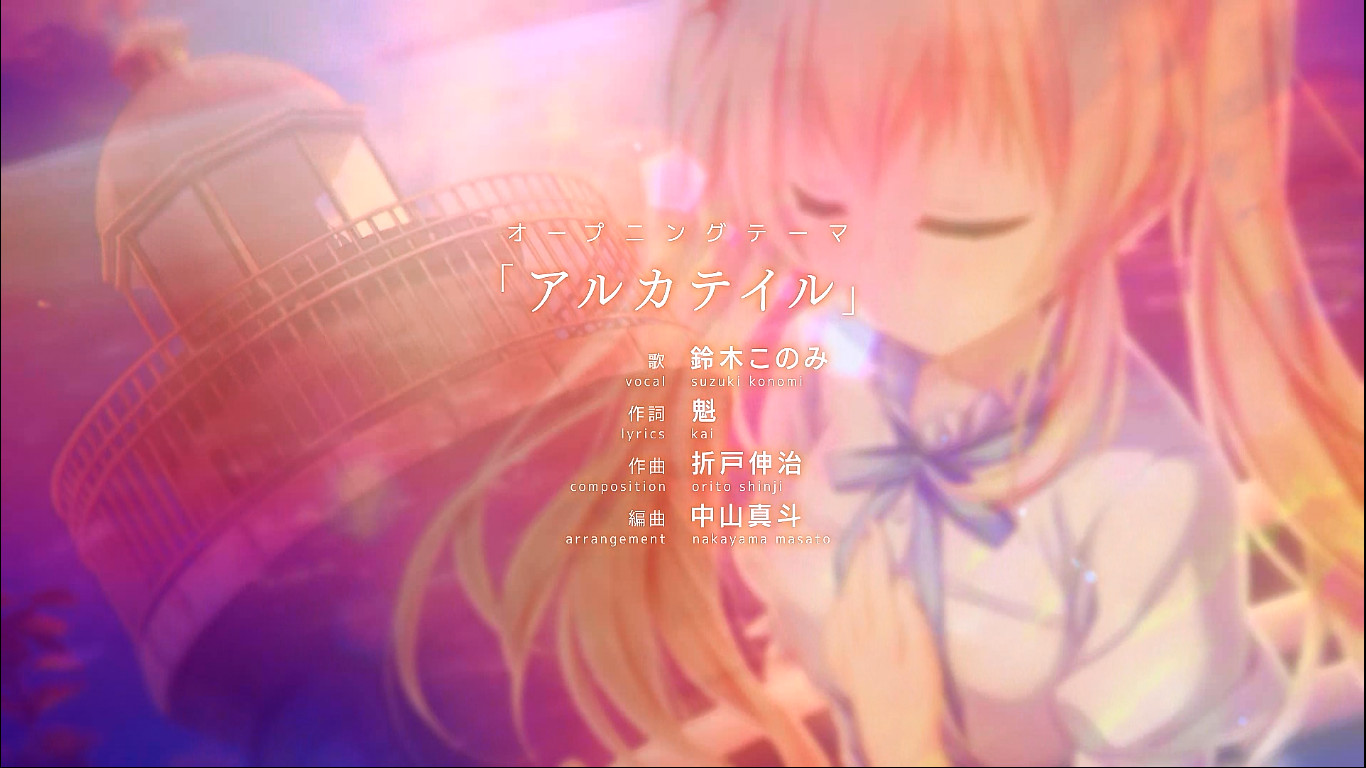 オープニングテーマ
「アルカテイル」
歌 鈴木このみ
vocal suzuki konomi
作詞 魁
lyrics kai
作曲 折戸伸治
composition orito shinji
編曲 中山真斗
arrangement nakayama masato